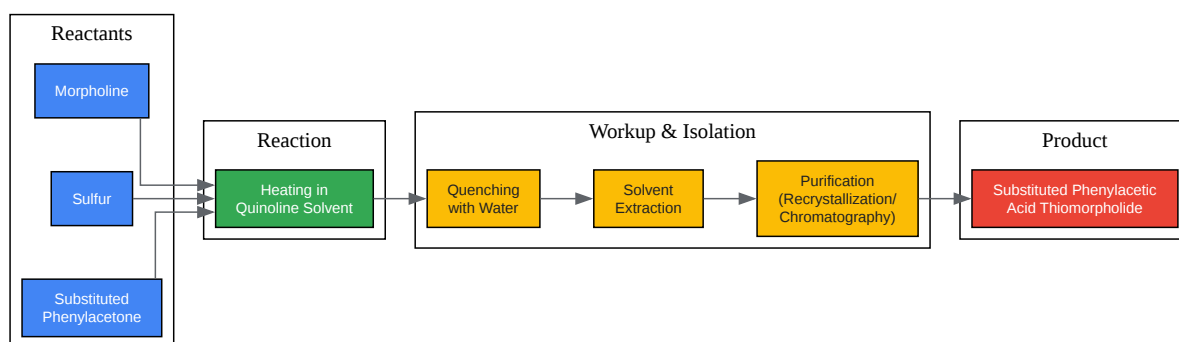 Reactants
Morpholine
Sulfur
Substituted
Phenylacetone
Reaction
Heating in
Quinoline Solvent
Workup & Isolation
Quenching
with Water
Solvent
Extraction
Purification
(Recrystallization/
Chromatography)
Product
Substituted Phenylacetic
Acid Thiomorpholide